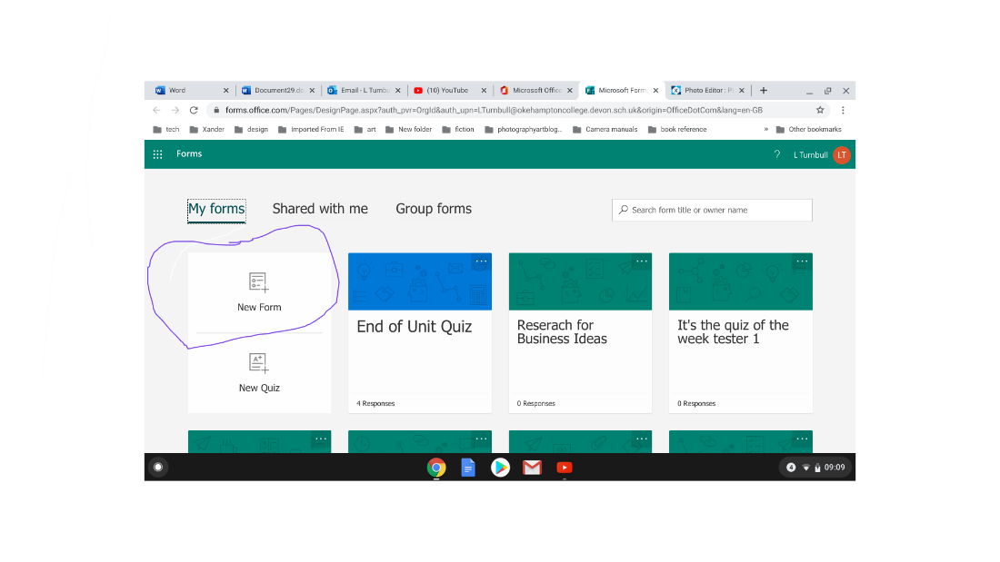 Word
Document29.do
Email - L Turnbu
(10) YouTube
Microsoft Office
Microsoft Form
Photo Editor : Pi
forms.office.com/Pages/DesignPage.aspx?auth_pvr=OrgId&auth_upn=LTurnbull@okehamptoncollege.devon.sch.uk&origin=OfficeDotCom&lang=en-GB
tech
Xander
design
Imported From IE
art
New folder
fiction
photographyartblog..
Camera manuals
book reference
»
Other bookmarks
Forms
?
L Turnbull
LT
My forms
Shared with me
Group forms
Search form title or owner name
New Form
New Quiz
End of Unit Quiz
4 Responses
Reserach for
Business Ideas
0 Responses
It's the quiz of the
week tester 1
0 Responses
4
09:09